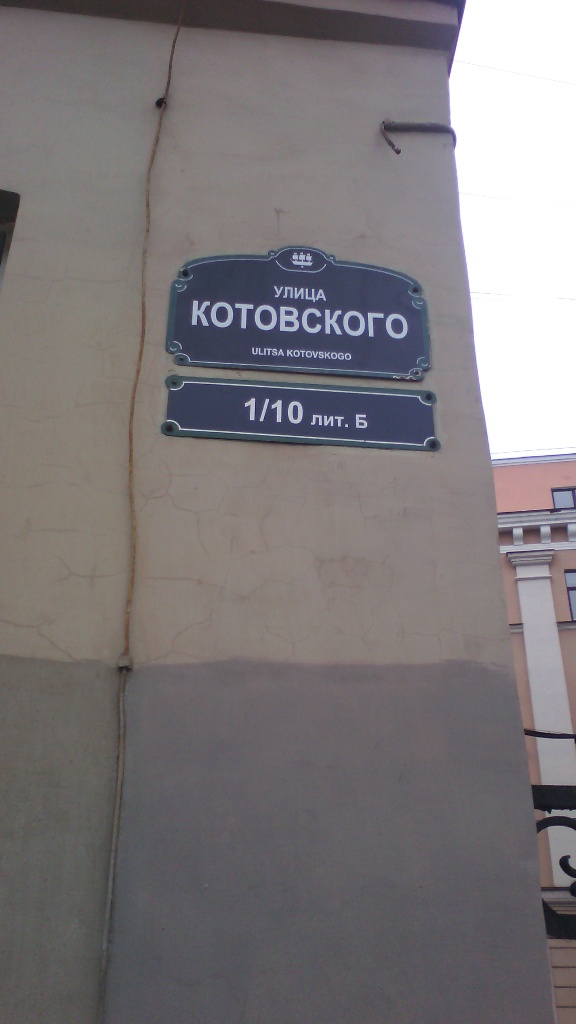 УЛИЦА
КОТОВСКОГО
ULITSA KOTOVSKOGO
1/10 лит. Б